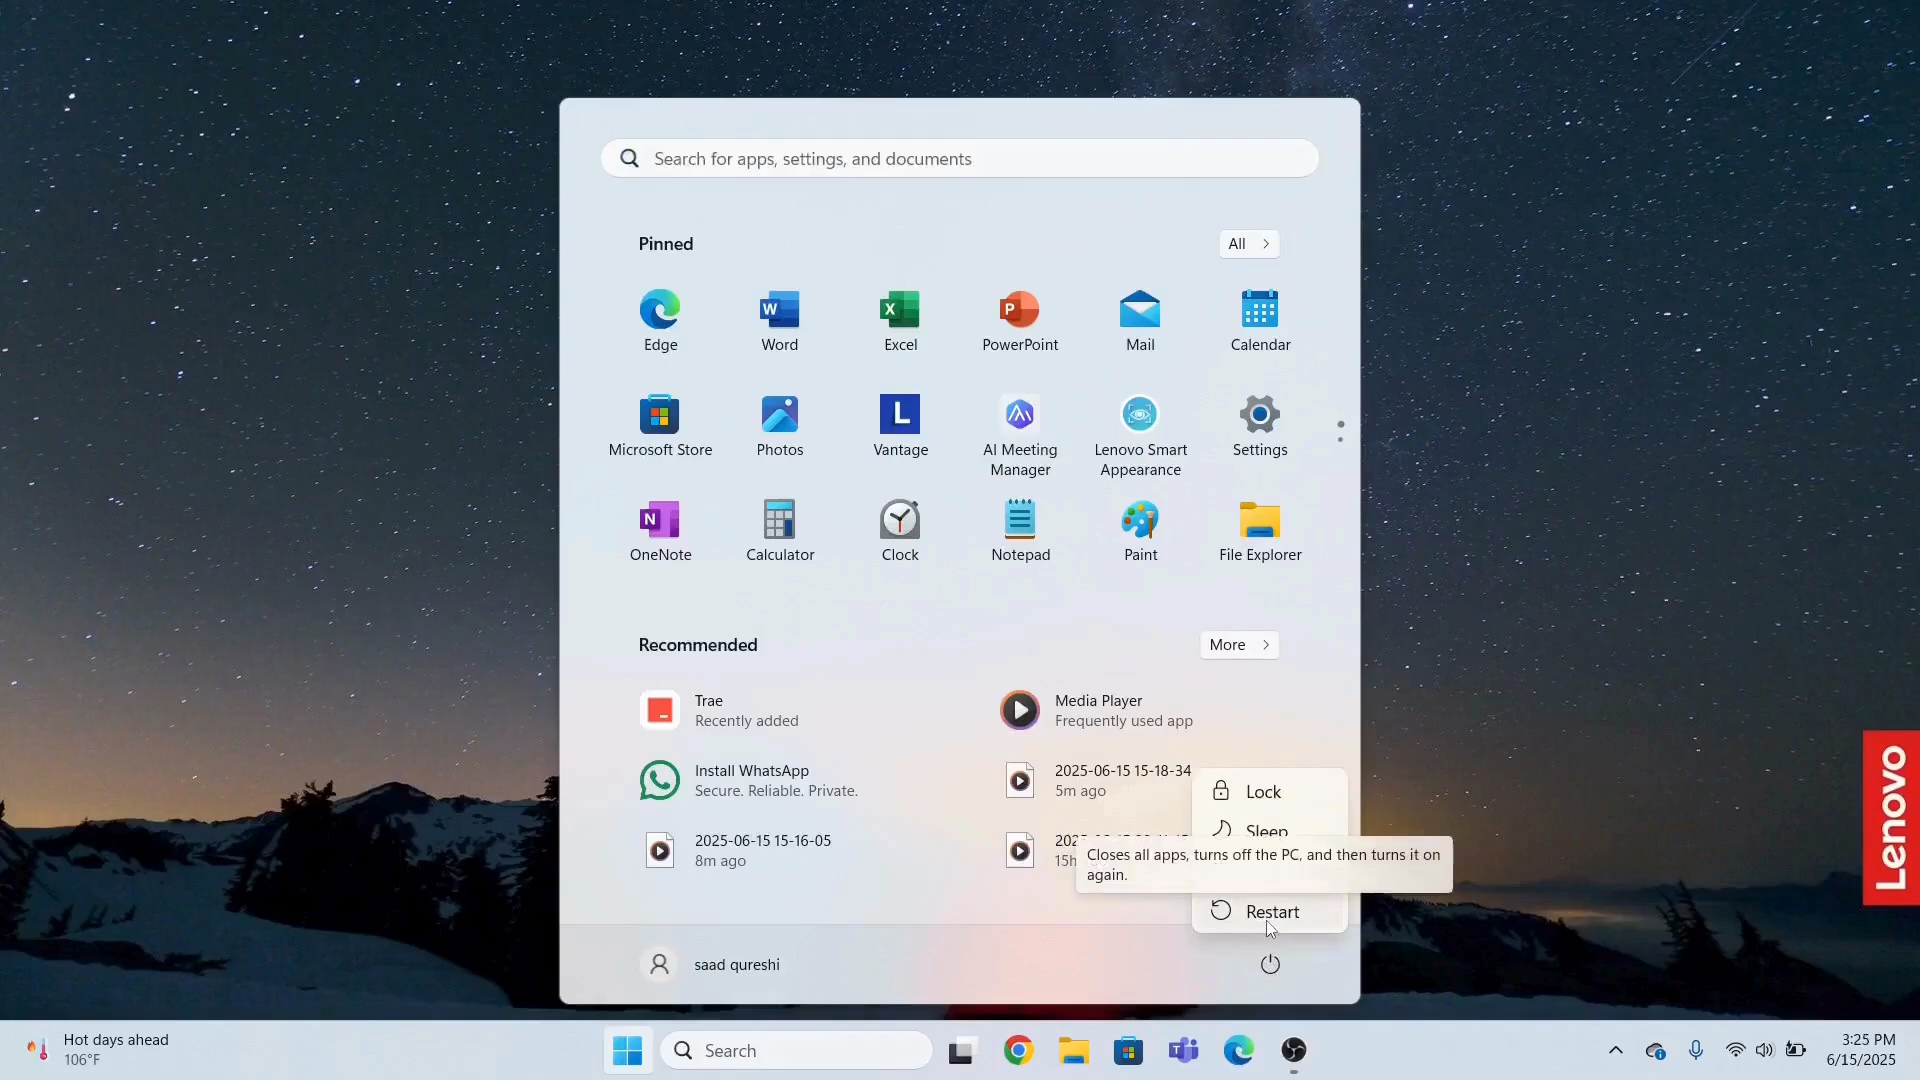 Search for apps, settings, and documents
Pinned
All
Edge
Word
Excel
PowerPoint
Mail
Calendar
Microsoft Store
Photos
Vantage
AI Meeting
Manager
Lenovo Smart
Appearance
Settings
OneNote
Calculator
Clock
Notepad
Paint
File Explorer
Recommended
More
Trae
Recently added
Media Player
Frequently used app
Install WhatsApp
Secure. Reliable. Private.
2025-06-15 15-18-34
5m ago
2025-06-15 15-16-05
8m ago
15h
Lock
Sleep
Closes all apps, turns off the PC, and then turns it on
again.
Restart
saad qureshi
Lenovo
Hot days ahead
106°F
Search
3:25 PM
6/15/2025